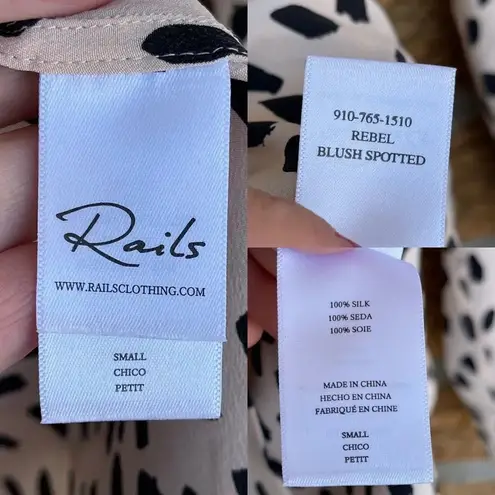 Rails
WWW.RAILSCLOTHING.COM
SMALL
CHICO
PETIT
910-765-1510
REBEL
BLUSH SPOTTED
100% SILK
100% SEDA
100% SOIE
MADE IN CHINA
HECHO EN CHINA
FABRIQUÉ EN CHINE
SMALL
CHICO
PETIT